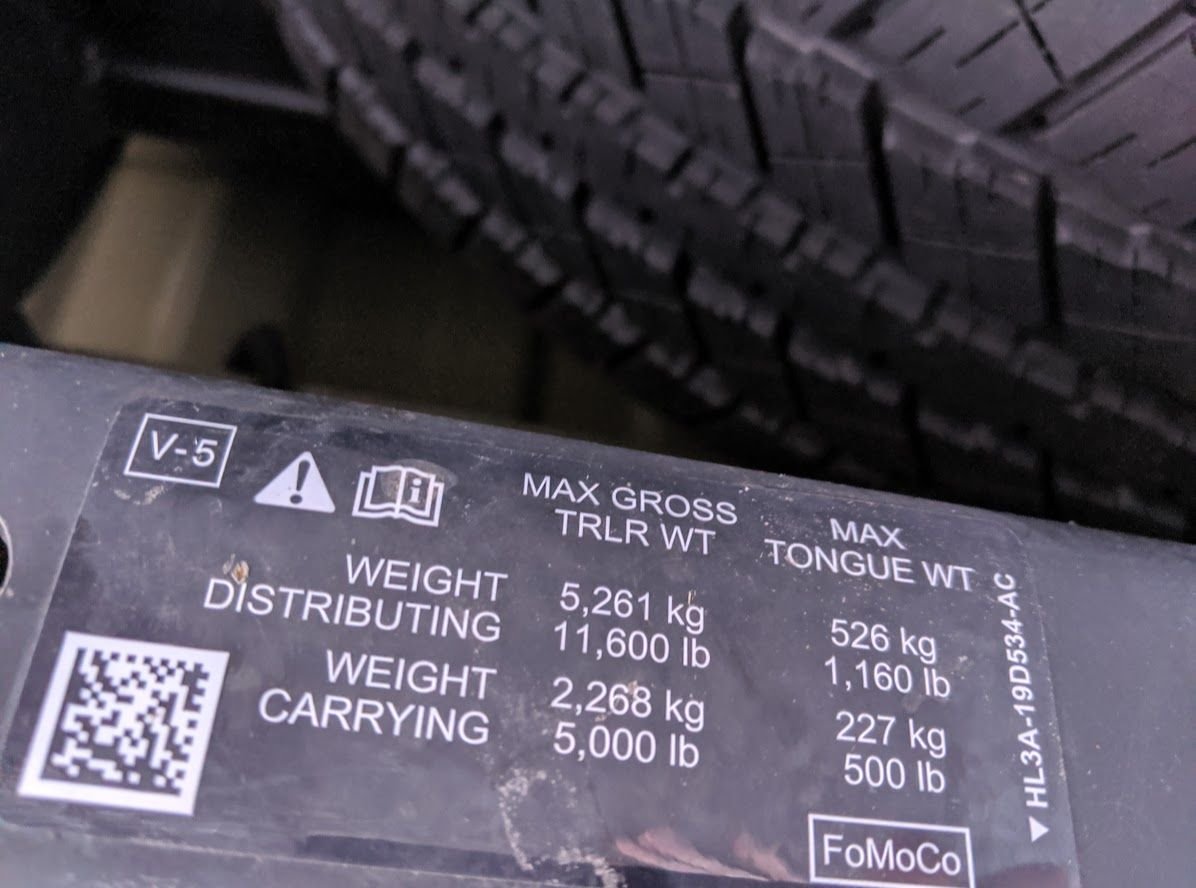 V-5
MAX GROSS
TRLR WT
MAX
TONGUE WT
WEIGHT
DISTRIBUTING
5,261 kg
11,600 lb
526 kg
1,160 lb
WEIGHT
CARRYING
2,268 kg
5,000 lb
227 kg
500 lb
HL3A-19D534-AC
FoMoCo